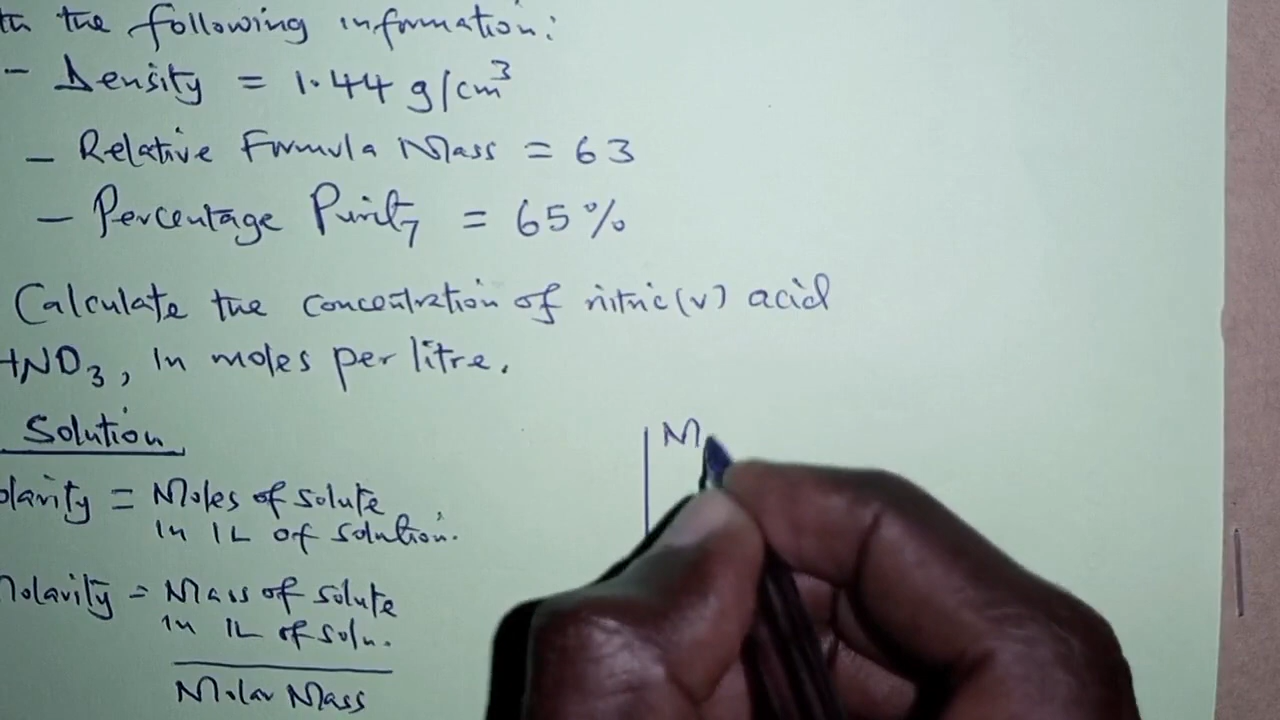 the following information:
- Density = 1.44 g/cm³
- Relative Formula Mass = 63
- Percentage Purity = 65%
Calculate the concentration of nitric(v) acid
HNO3, in moles per litre.
Solution
olarity = Moles of solute
in 1L of solution.
Molarity = Mass of solute
in 1L of soln.
Molar Mass
M